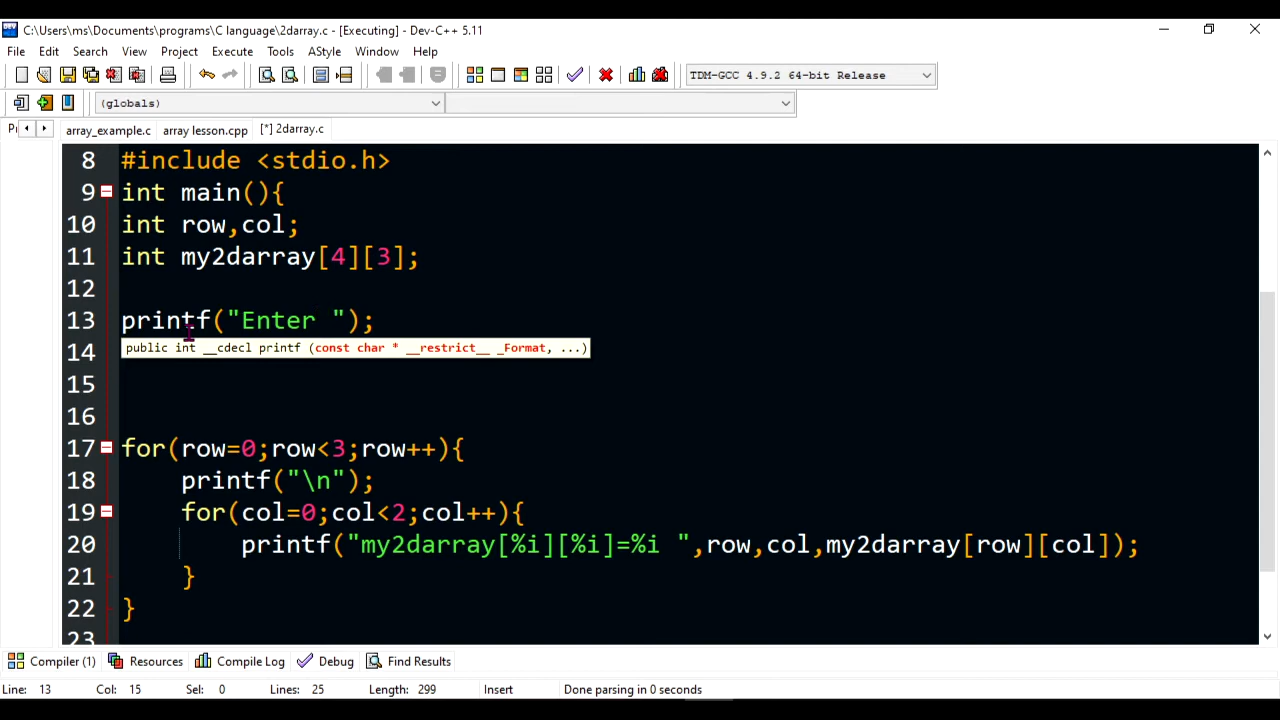 C:\Users\ms\Documents\programs\C language\2darray.c - [Executing] - Dev-C++ 5.11
File Edit Search View Project Execute Tools AStyle Window Help
TDM-GCC 4.9.2 64-bit Release
(globals)
array_example.c array lesson.cpp [*] 2darray.c
8 #include <stdio.h>
9 int main(){
10 int row,col;
11 int my2darray[4][3];
12
13 printf("Enter ");
14 public int __cdecl printf (const char * __restrict__ _Format, ...)
15
16
17 for(row=0;row<3;row++){
18 printf("\n");
19 for(col=0;col<2;col++){
20 printf("my2darray[%i][%i]=%i ",row,col,my2darray[row][col]);
21 }
22 }
23
Compiler (1) Resources Compile Log Debug Find Results
Line: 13 Col: 15 Sel: 0 Lines: 25 Length: 299 Insert Done parsing in 0 seconds